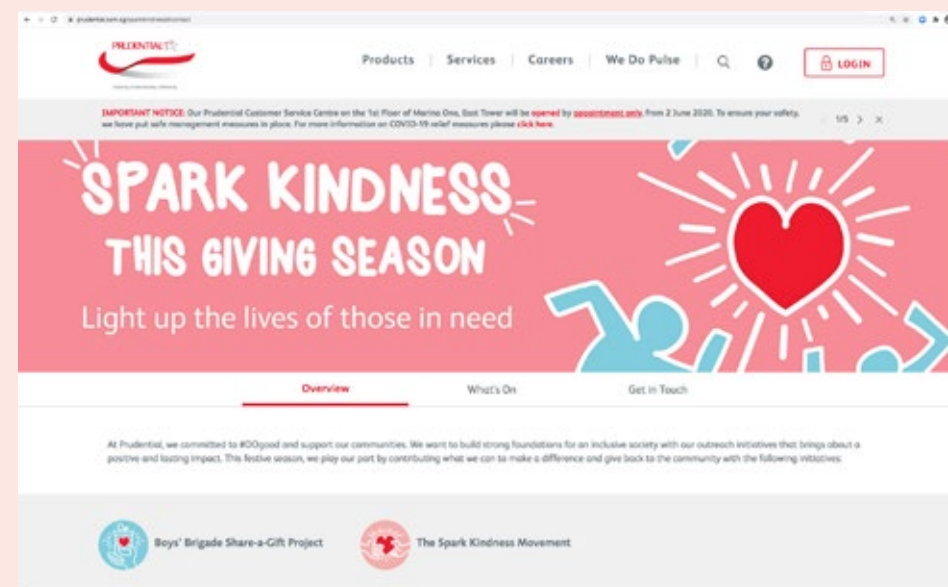 PRUDENTIAL
Products | Services | Careers | We Do Pulse
LOGIN
IMPORTANT NOTICE: Our Prudential Customer Service Centre on the 1st Floor of Marina One, East Tower will be opened by appointment only, from 2 June 2020. To ensure your safety,
we have put safe management measures in place. For more information on COVID-19 relief measures please click here.
1/5
SPARK KINDNESS
THIS GIVING SEASON
Light up the lives of those in need
Overview
What's On
Get in Touch
At Prudential, we committed to #DOgood and support our communities. We want to build strong foundations for an inclusive society with our outreach initiatives that brings about a
positive and lasting impact. This festive season, we play our part by contributing what we can to make a difference and give back to the community with the following initiatives:
Boys' Brigade Share-a-Gift Project
The Spark Kindness Movement